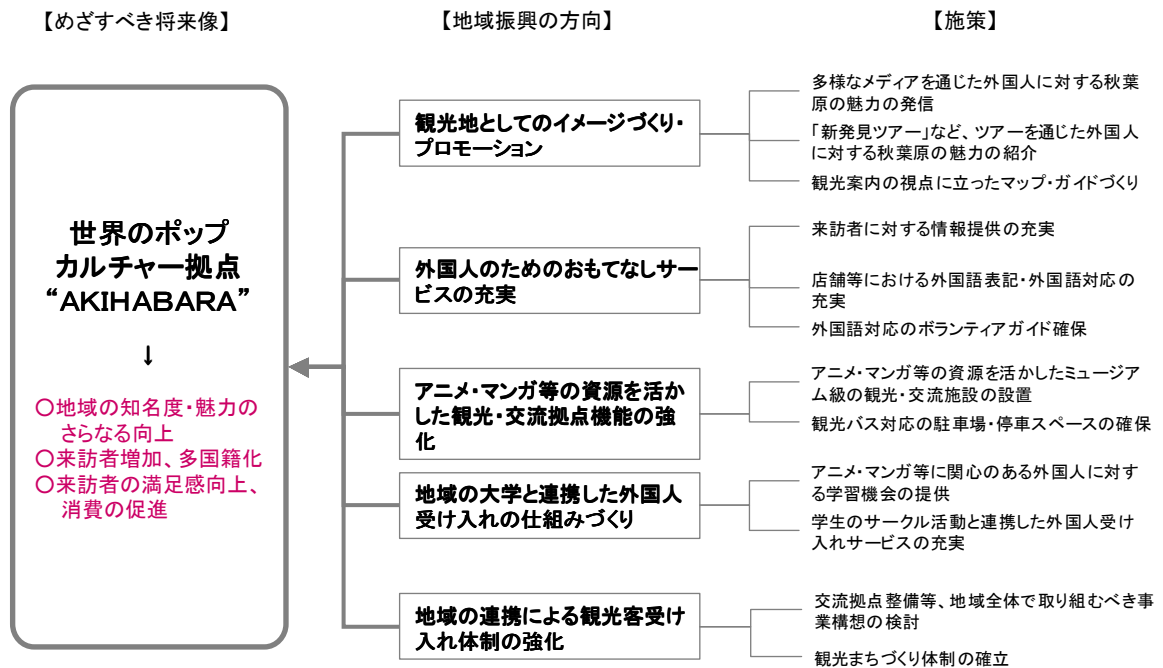 【めざすべき将来像】
【地域振興の方向】
【施策】
世界のポップ
カルチャー拠点
“AKIHABARA”
↓
○地域の知名度・魅力の
さらなる向上
○来訪者増加、多国籍化
○来訪者の満足感向上、
消費の促進
観光地としてのイメージづくり・
プロモーション
多様なメディアを通じた外国人に対する秋葉
原の魅力の発信
「新発見ツアー」など、ツアーを通じた外国人
に対する秋葉原の魅力の紹介
観光案内の視点に立ったマップ・ガイドづくり
外国人のためのおもてなしサー
ビスの充実
来訪者に対する情報提供の充実
店舗等における外国語表記・外国語対応の
充実
外国語対応のボランティアガイド確保
アニメ・マンガ等の資源を活か
した観光・交流拠点機能の強
化
アニメ・マンガ等の資源を活かしたミュージア
ム級の観光・交流施設の設置
観光バス対応の駐車場・停車スペースの確保
地域の大学と連携した外国人
受け入れの仕組みづくり
アニメ・マンガ等に関心のある外国人に対す
る学習機会の提供
学生のサークル活動と連携した外国人受け
入れサービスの充実
地域の連携による観光客受け
入れ体制の強化
交流拠点整備等、地域全体で取り組むべき事
業構想の検討
観光まちづくり体制の確立